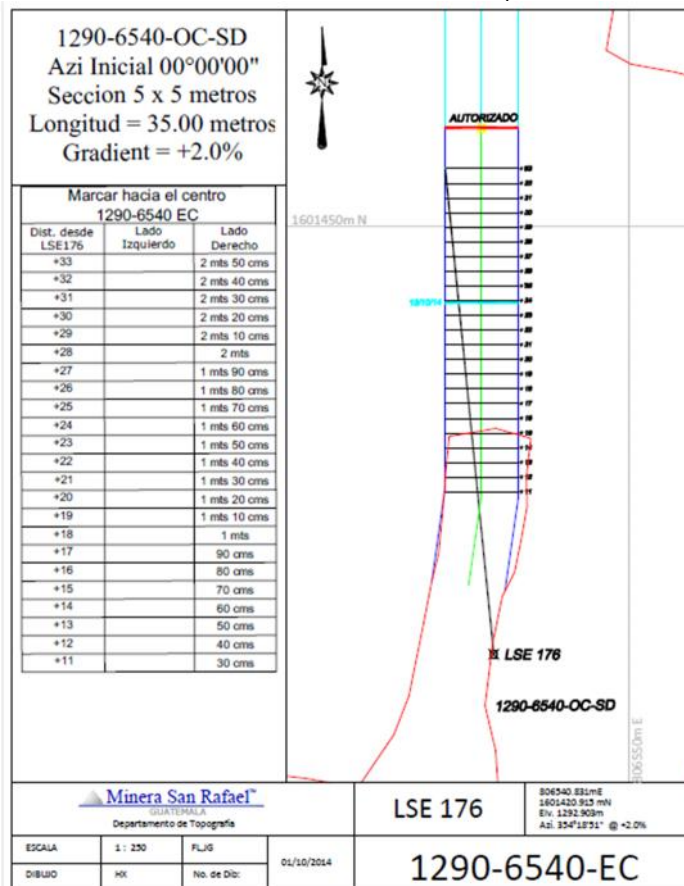 1290-6540-OC-SD
Azi Inicial 00°00'00"
Seccion 5 x 5 metros
Longitud = 35.00 metros
Gradient = +2.0%
Marcar hacia el centro
1290-6540 EC
Dist. desde LSE176 Lado Izquierdo Lado Derecho
+33 2 mts 50 cms
+32 2 mts 40 cms
+31 2 mts 30 cms
+30 2 mts 20 cms
+29 2 mts 10 cms
+28 2 mts
+27 1 mts 90 cms
+26 1 mts 80 cms
+25 1 mts 70 cms
+24 1 mts 60 cms
+23 1 mts 50 cms
+22 1 mts 40 cms
+21 1 mts 30 cms
+20 1 mts 20 cms
+19 1 mts 10 cms
+18 1 mts
+17 90 cms
+16 80 cms
+15 70 cms
+14 60 cms
+13 50 cms
+12 40 cms
+11 30 cms
AUTORIZADO
1601450m N
LSE 176
1290-6540-OC-SD
806550m E
Minera San Rafael
GUATEMALA
Departamento de Topografia
LSE 176
806540.831mE
1601420.915 mN
Elv. 1292.903m
Azi. 354°18'51" @ +2.0%
ESCALA 1 : 250 FL,JG
01/10/2014
DIBUJO HX No. de Dib:
1290-6540-EC